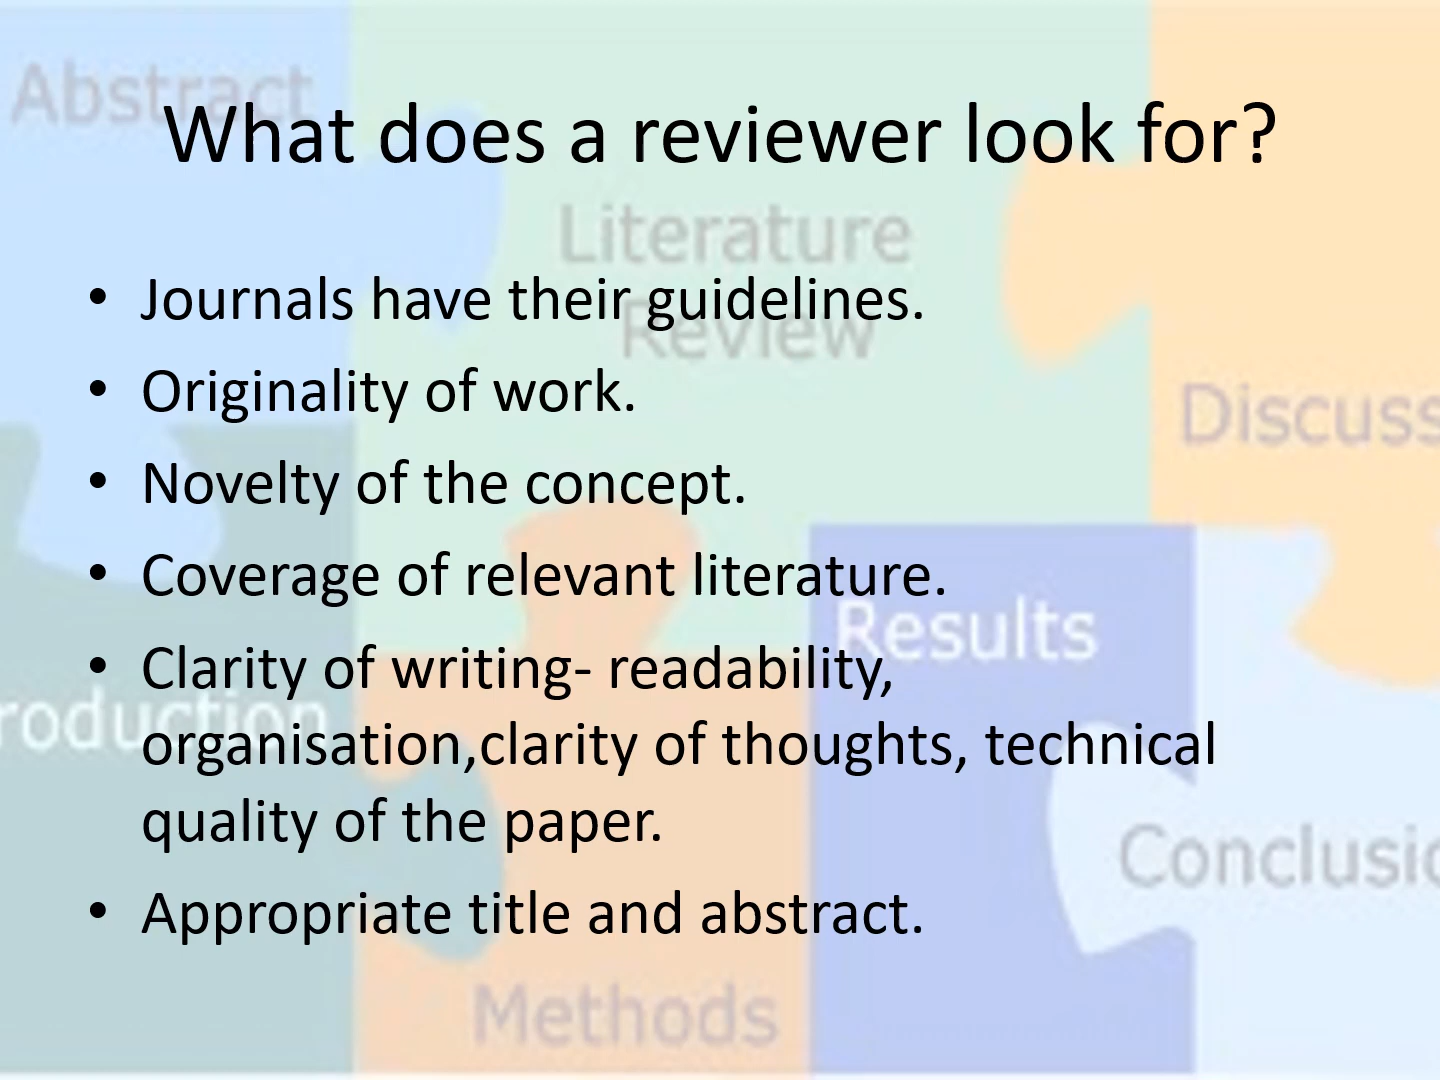 Abstract
What does a reviewer look for?
Literature
Review
• Journals have their guidelines.
• Originality of work.
Discuss
• Novelty of the concept.
• Coverage of relevant literature.
Results
• Clarity of writing- readability,
roduction
organisation,clarity of thoughts, technical
quality of the paper.
Conclusio
• Appropriate title and abstract.
Methods